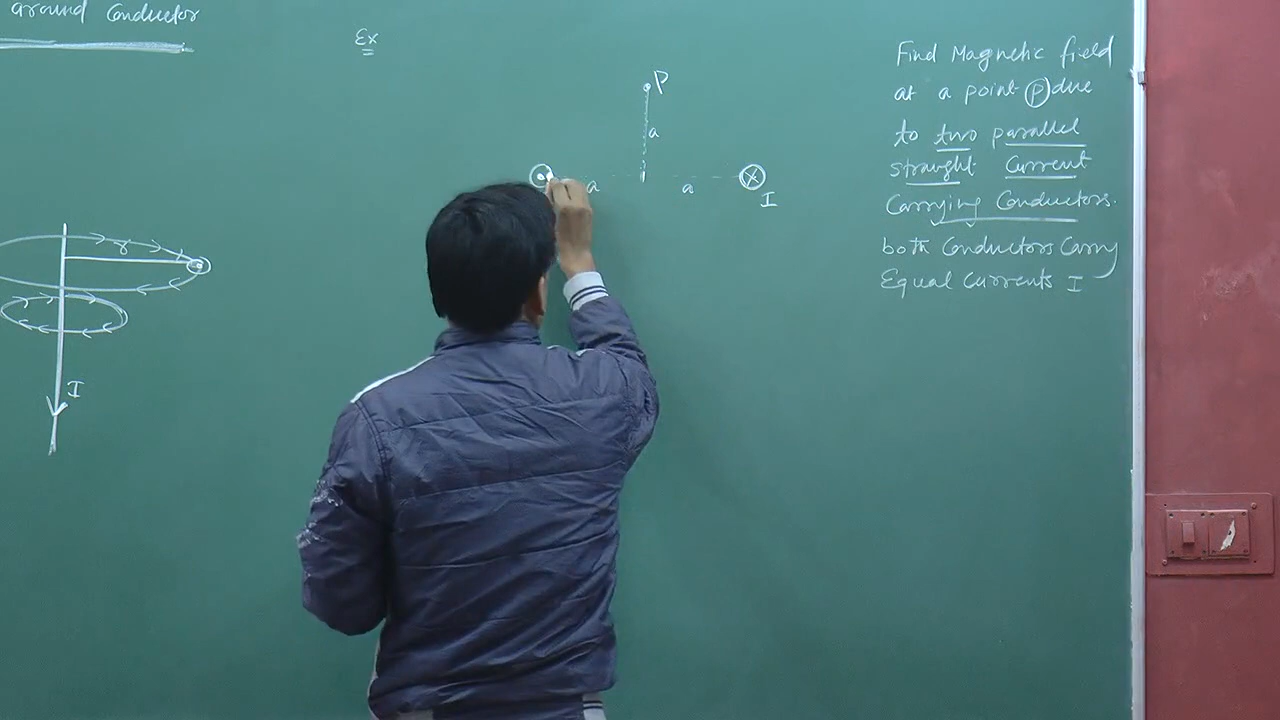 around Conductor
Ex
P
a
a
a
I
I
Find Magnetic field
at a point P due
to two parallel
straught Current
Carrying Conductors.
both Conductors Carry
Equal Currents I